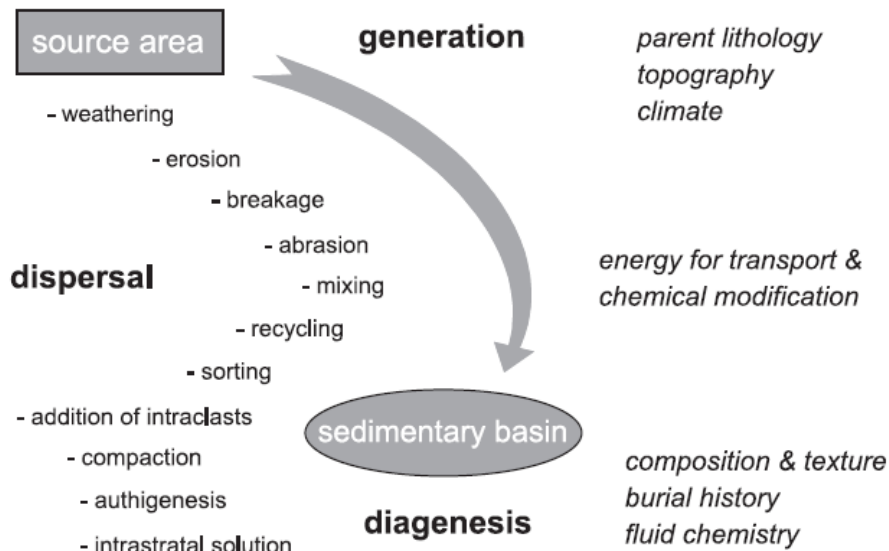 source area
generation
parent lithology
topography
climate
- weathering
- erosion
- breakage
- abrasion
dispersal
- mixing
energy for transport &
chemical modification
- recycling
- sorting
- addition of intraclasts
sedimentary basin
- compaction
- authigenesis
- intrastratal solution
diagenesis
composition & texture
burial history
fluid chemistry